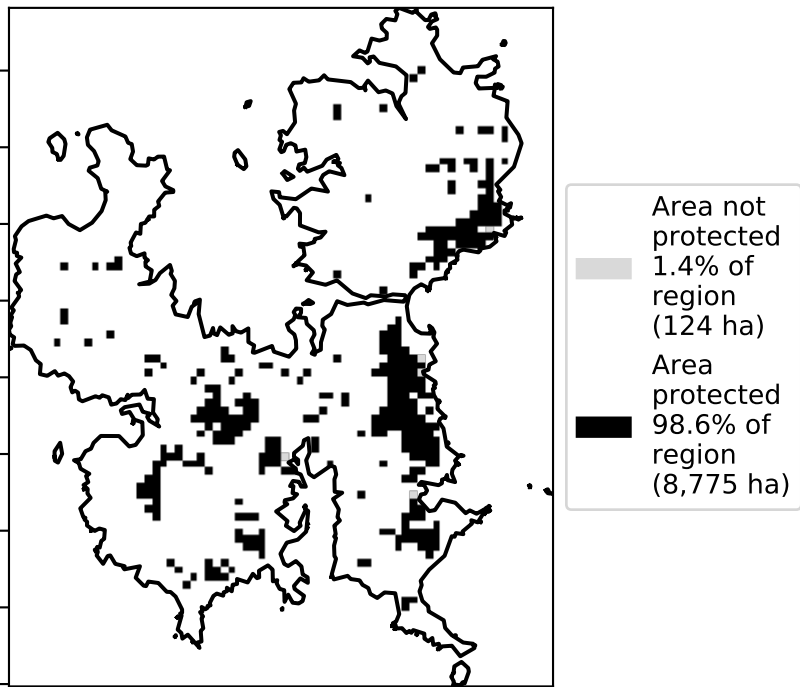 Area not
protected
1.4% of
region
(124 ha)
Area
protected
98.6% of
region
(8,775 ha)